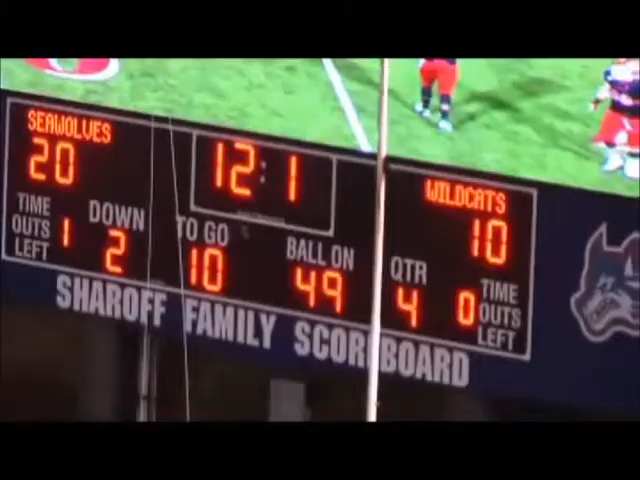 SEAWOLVES
20
12:1
WILDCATS
10
TIME OUTS LEFT 1
DOWN 2
TO GO 10
BALL ON 49
QTR 4
0 TIME OUTS LEFT
SHAROFF FAMILY SCOREBOARD